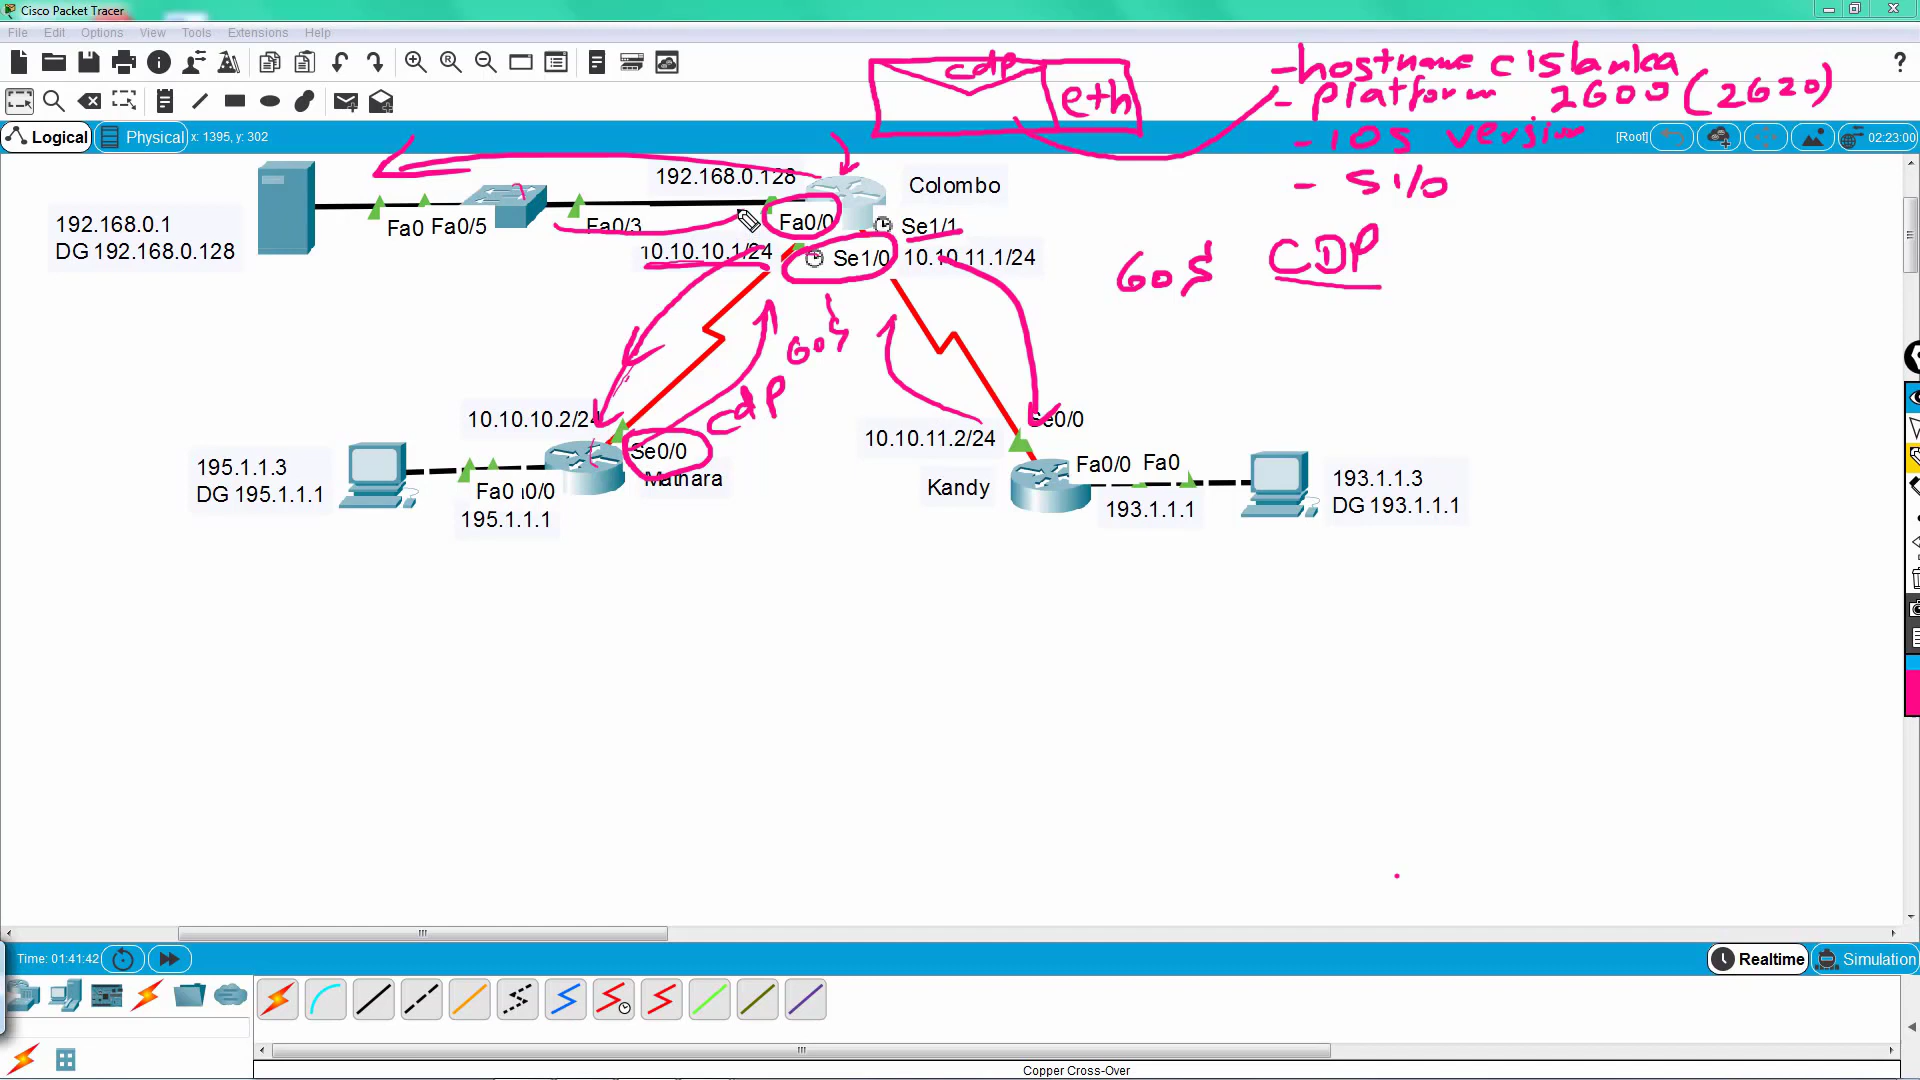 Cisco Packet Tracer
File Edit Options View Tools Extensions Help
cdp
eth
-hostname cislanka
- Platform 2600 (2620)
- IOS version
- S1/0
Logical Physical x: 1395, y: 302
[Root] 02:23:00
192.168.0.128
Colombo
192.168.0.1
DG 192.168.0.128
Fa0 Fa0/5 Fa0/3 Fa0/0 Se1/1
10.10.10.1/24 Se1/0 10.10.11.1/24
60s CDP
60s
cdp
10.10.10.2/24
Se0/0
10.10.11.2/24 Se0/0
195.1.1.3
DG 195.1.1.1
Fa0
195.1.1.1
Kandy
Fa0/0 Fa0
193.1.1.1
193.1.1.3
DG 193.1.1.1
Time: 01:41:42
Realtime Simulation
Copper Cross-Over